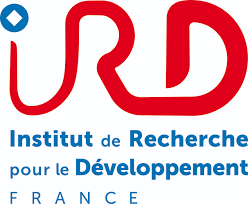 iRD
Institut de Recherche
pour le Développement
FRANCE